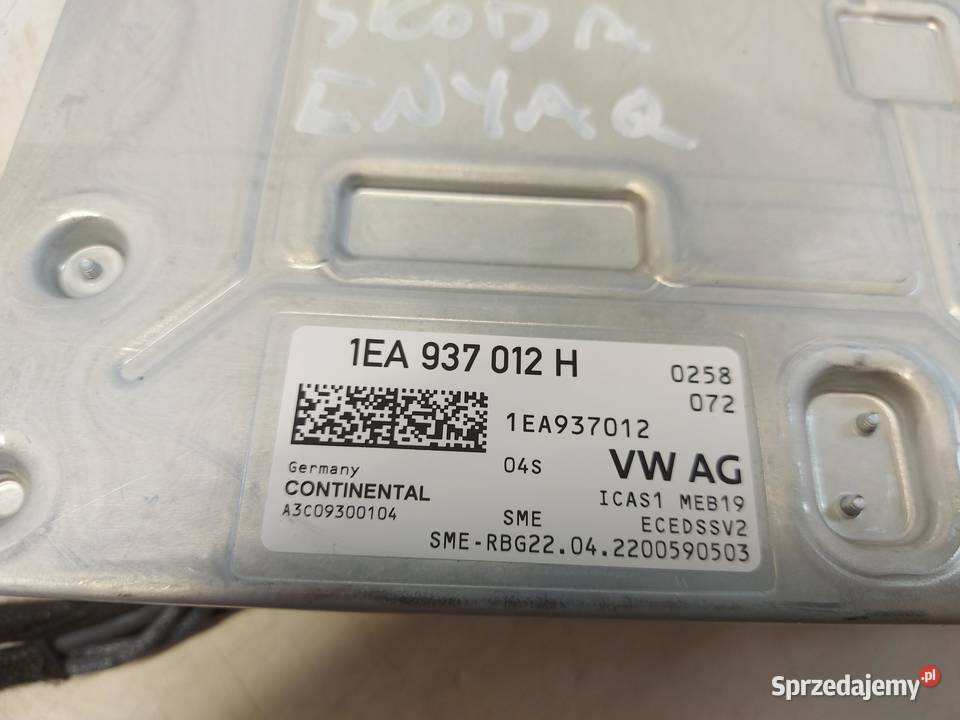 SKODA
ENYAQ
1EA 937 012 H
0258
072
1EA937012
04S
VW AG
Germany
CONTINENTAL
A3C09300104
ICAS1 MEB19
SME
ECEDSSV2
SME-RBG22.04.2200590503
Sprzedajemy.pl